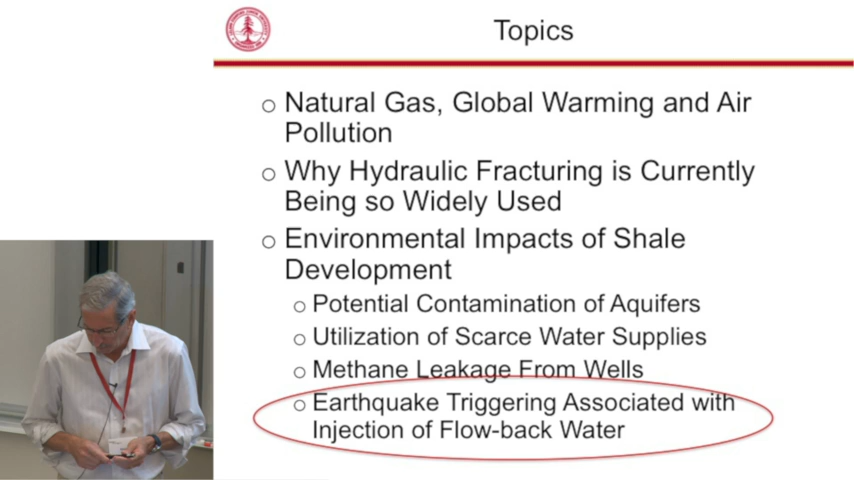 Topics
○ Natural Gas, Global Warming and Air
Pollution
○ Why Hydraulic Fracturing is Currently
Being so Widely Used
○ Environmental Impacts of Shale
Development
○ Potential Contamination of Aquifers
○ Utilization of Scarce Water Supplies
○ Methane Leakage From Wells
○ Earthquake Triggering Associated with
Injection of Flow-back Water